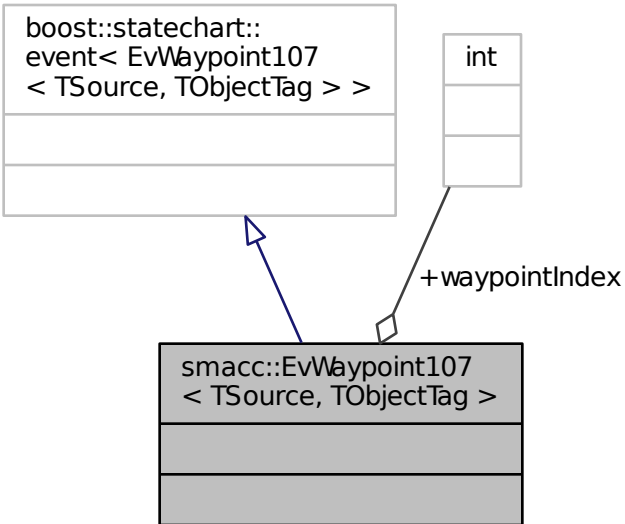 boost::statechart::
event< EvWaypoint107
< TSource, TObjectTag > >
int
+waypointIndex
smacc::EvWaypoint107
< TSource, TObjectTag >